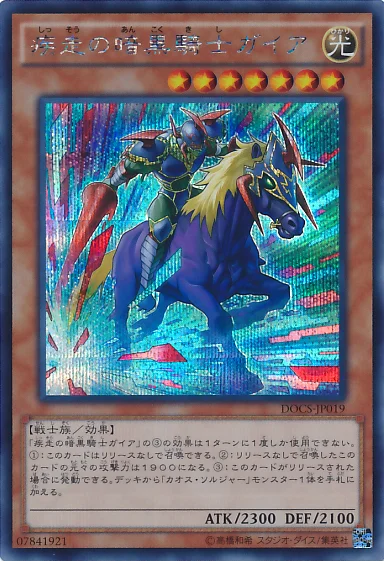 疾走の暗黒騎士ガイア
光
DOCS-JP019
【戦士族／効果】
「疾走の暗黒騎士ガイア」の③の効果は1ターンに1度しか使用できない。
①：このカードはリリースなしで召喚できる。②：リリースなしで召喚したこ
のカードの元々の攻撃力は1900になる。③：このカードがリリースされた
場合に発動できる。デッキから「カオス・ソルジャー」モンスター1体を手札
に加える。
ATK/2300 DEF/2100
07841921
©高橋和希 スタジオ・ダイス/集英社